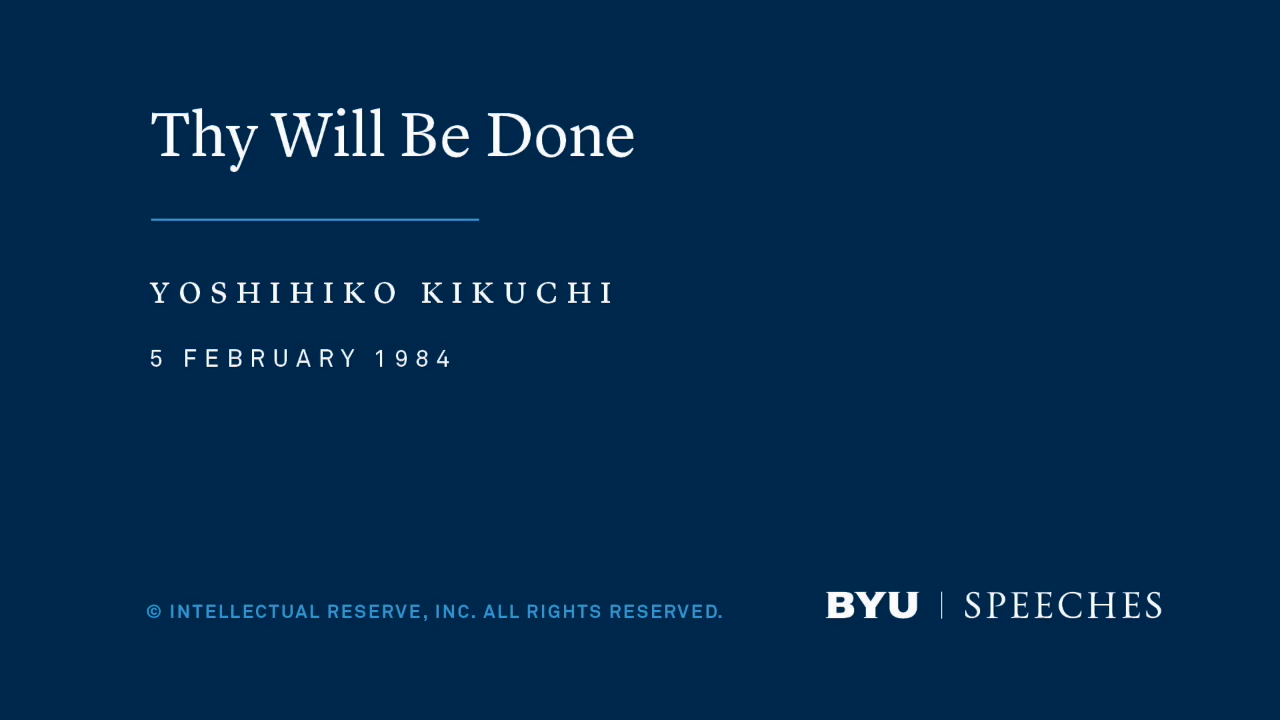 Thy Will Be Done
YOSHIHIKO KIKUCHI
5 FEBRUARY 1984
© INTELLECTUAL RESERVE, INC. ALL RIGHTS RESERVED.
BYU | SPEECHES